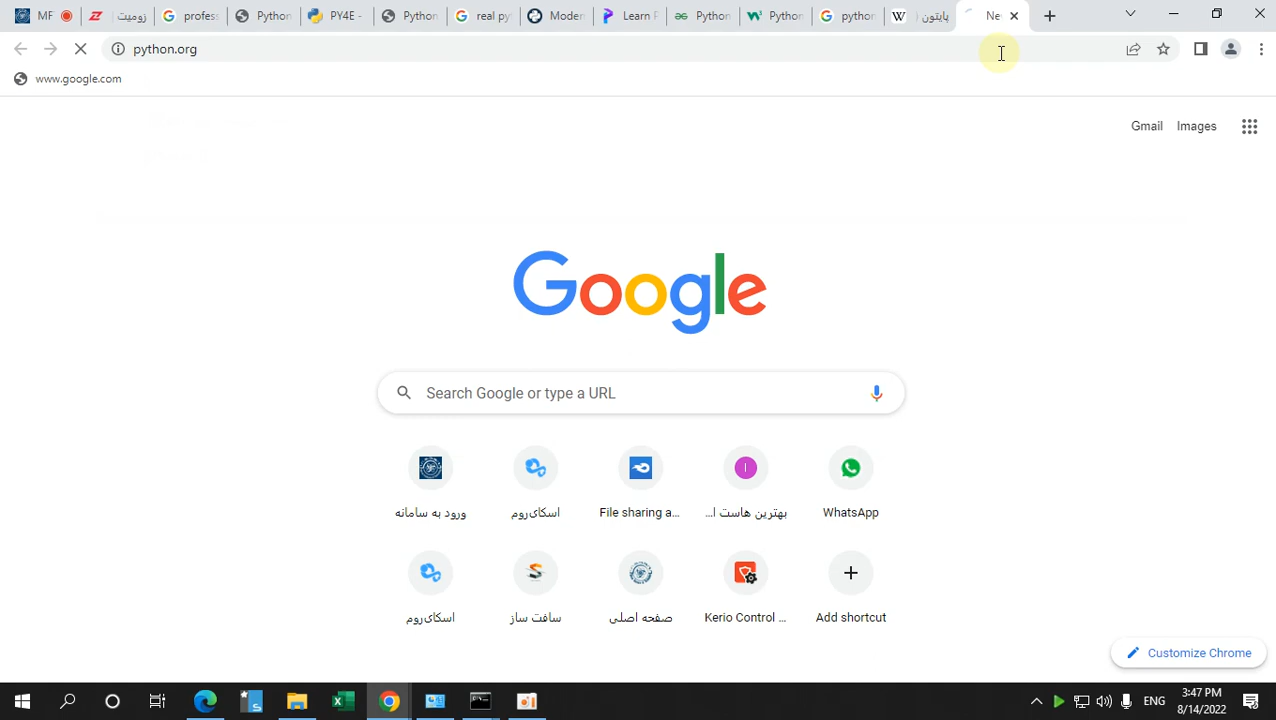 MF
زومیت
profess
Python
PY4E -
Python
real py
Moder
Learn P
Python
Python
python
پایتون
Ne
python.org
www.google.com
Gmail
Images
Google
Search Google or type a URL
ورود به سامانه
اسکای‌روم
File sharing a...
بهترین هاست ا...
WhatsApp
اسکای‌روم
سافت ساز
صفحه اصلی
Kerio Control ...
Add shortcut
Customize Chrome
ENG
3:47 PM
8/14/2022